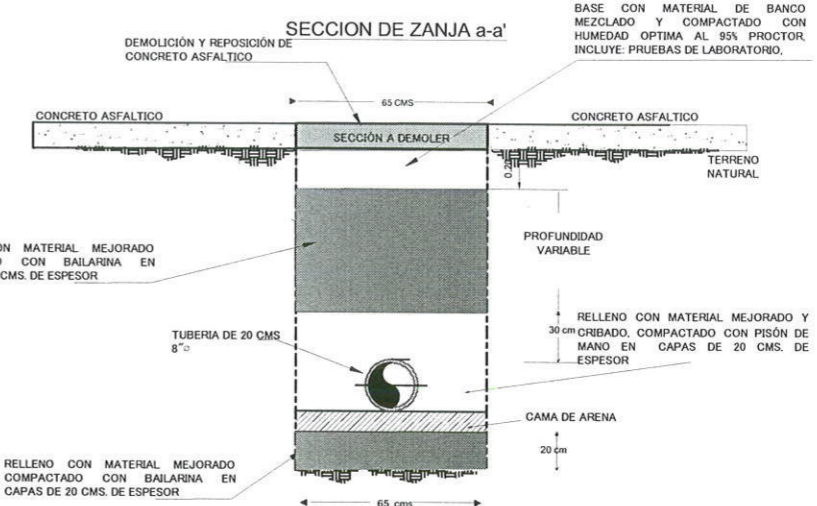 BASE CON MATERIAL DE BANCO
MEZCLADO Y COMPACTADO CON
HUMEDAD OPTIMA AL 95% PROCTOR.
INCLUYE: PRUEBAS DE LABORATORIO,
SECCION DE ZANJA a-a'
DEMOLICIÓN Y REPOSICIÓN DE
CONCRETO ASFALTICO
65 CMS
CONCRETO ASFALTICO
CONCRETO ASFALTICO
SECCIÓN A DEMOLER
TERRENO
NATURAL
0.20
PROFUNDIDAD
VARIABLE
MATERIAL MEJORADO
CON BAILARINA EN
CMS. DE ESPESOR
RELLENO CON MATERIAL MEJORADO Y
CRIBADO, COMPACTADO CON PISÓN DE
MANO EN CAPAS DE 20 CMS. DE
ESPESOR
30 cm
TUBERIA DE 20 CMS
8"⌀
CAMA DE ARENA
20 cm
RELLENO CON MATERIAL MEJORADO
COMPACTADO CON BAILARINA EN
CAPAS DE 20 CMS. DE ESPESOR
65 cms